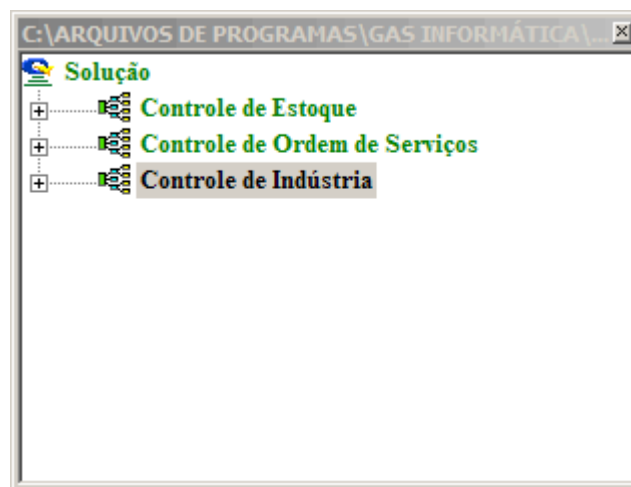 C:\ARQUIVOS DE PROGRAMAS\GAS INFORMÁTICA\...
Solução
Controle de Estoque
Controle de Ordem de Serviços
Controle de Indústria